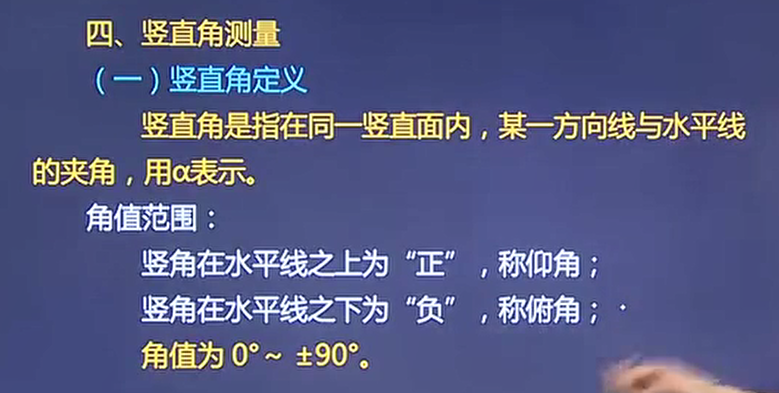 四、竖直角测量
（一）竖直角定义
竖直角是指在同一竖直面内，某一方向线与水平线
的夹角，用α表示。
角值范围：
竖角在水平线之上为“正”，称仰角；
竖角在水平线之下为“负”，称俯角；
角值为 0°～ ±90°。